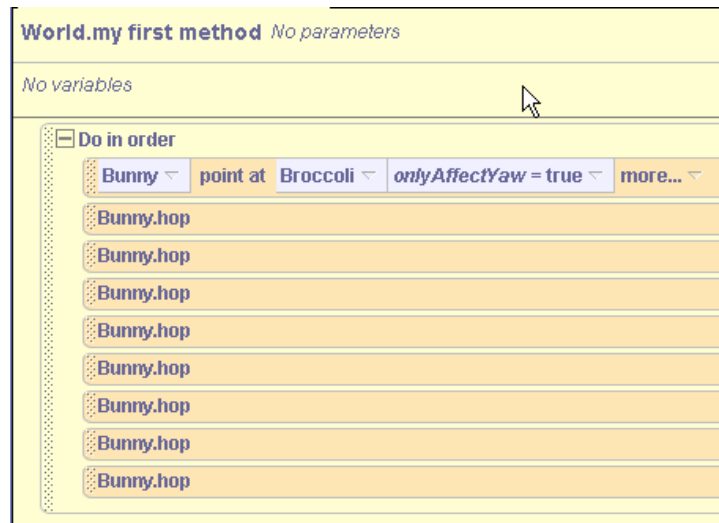 World.my first method No parameters
No variables
Do in order
Bunny point at Broccoli onlyAffectYaw = true more...
Bunny.hop
Bunny.hop
Bunny.hop
Bunny.hop
Bunny.hop
Bunny.hop
Bunny.hop
Bunny.hop